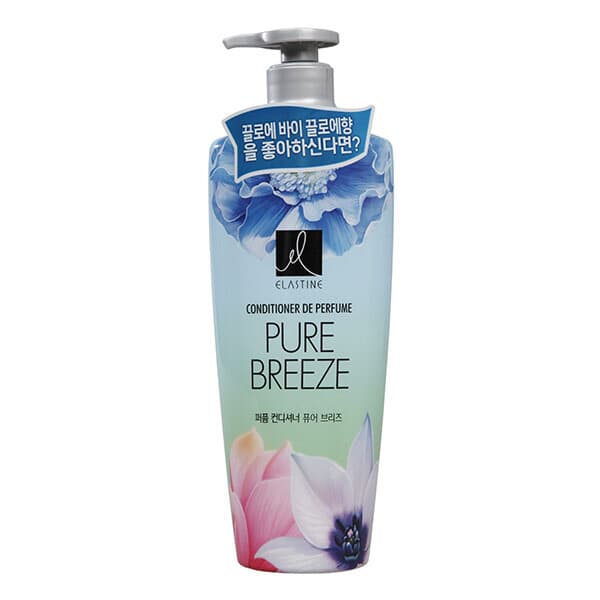 끌로에 바이 끌로에향
을 좋아하신다면?
el
ELASTINE
CONDITIONER DE PERFUME
PURE
BREEZE
퍼퓸 컨디셔너 퓨어 브리즈